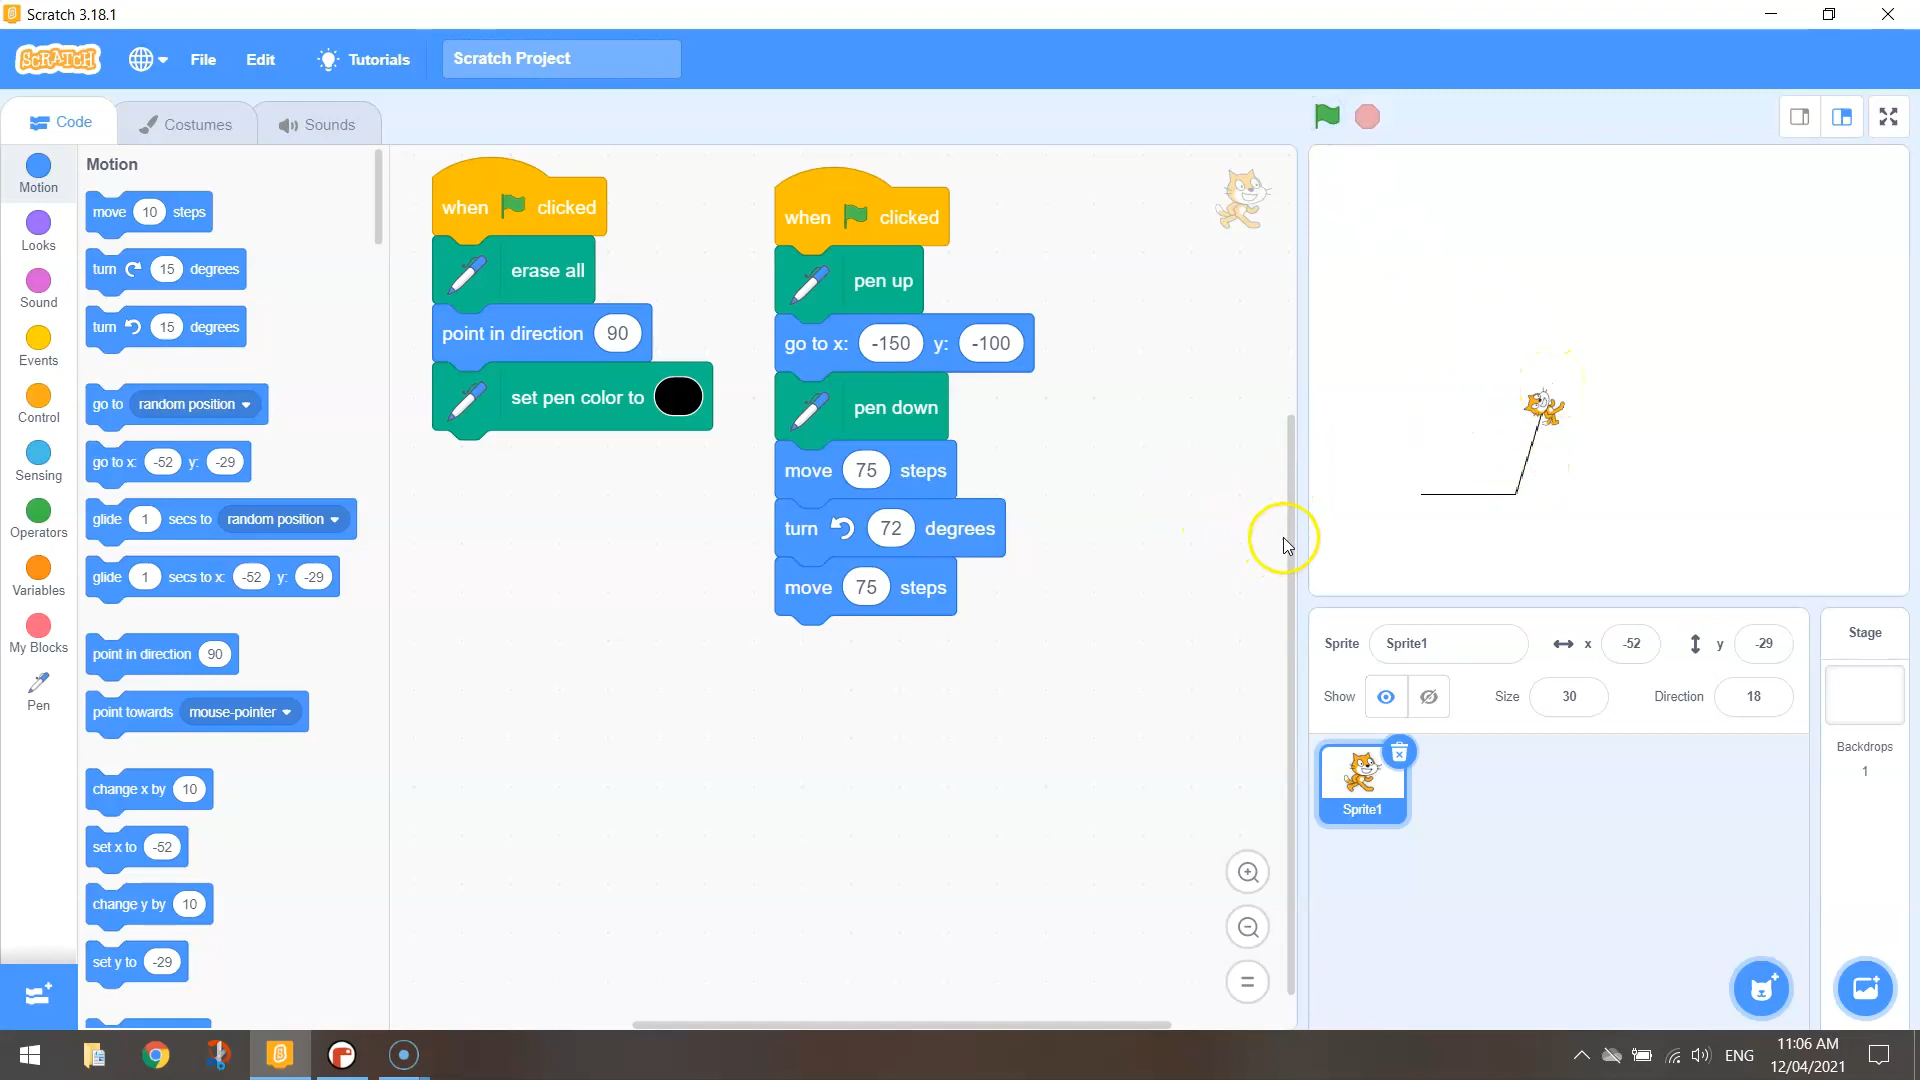 Scratch 3.18.1
SCRATCH
File
Edit
Tutorials
Scratch Project
Code
Costumes
Sounds
Motion
Looks
Sound
Events
Control
Sensing
Operators
Variables
My Blocks
Pen
Motion
move 10 steps
turn 15 degrees
turn 15 degrees
go to random position
go to x: -52 y: -29
glide 1 secs to random position
glide 1 secs to x: -52 y: -29
point in direction 90
point towards mouse-pointer
change x by 10
set x to -52
change y by 10
set y to -29
when clicked
erase all
point in direction 90
set pen color to
when clicked
pen up
go to x: -150 y: -100
pen down
move 75 steps
turn 72 degrees
move 75 steps
Sprite Sprite1 x -52 y -29
Show Size 30 Direction 18
Sprite1
Stage
Backdrops
1
ENG
11:06 AM
12/04/2021